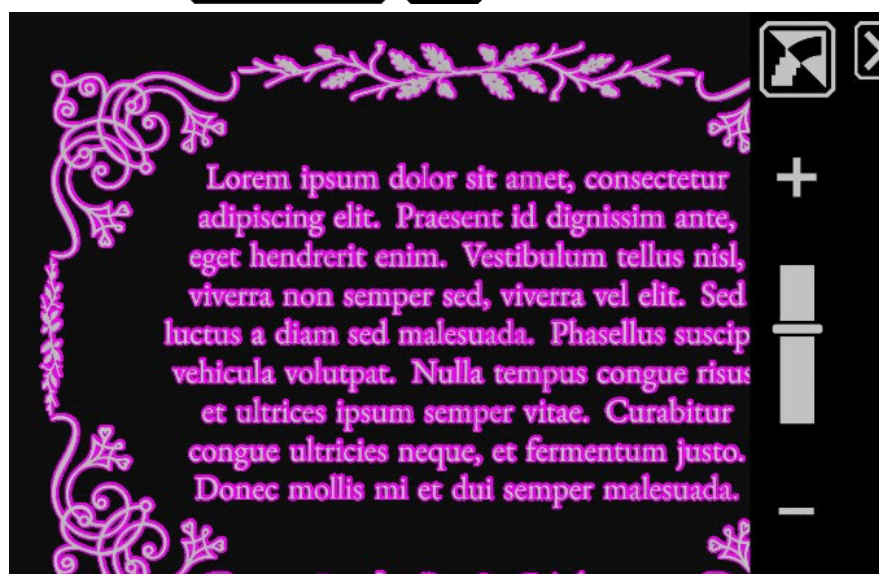 Lorem ipsum dolor sit amet, consectetur
adipiscing elit. Praesent id dignissim ante,
eget hendrerit enim. Vestibulum tellus nisl,
viverra non semper sed, viverra vel elit. Sed
luctus a diam sed malesuada. Phasellus suscip
vehicula volutpat. Nulla tempus congue risus
et ultrices ipsum semper vitae. Curabitur
congue ultricies neque, et fermentum justo.
Donec mollis mi et dui semper malesuada.